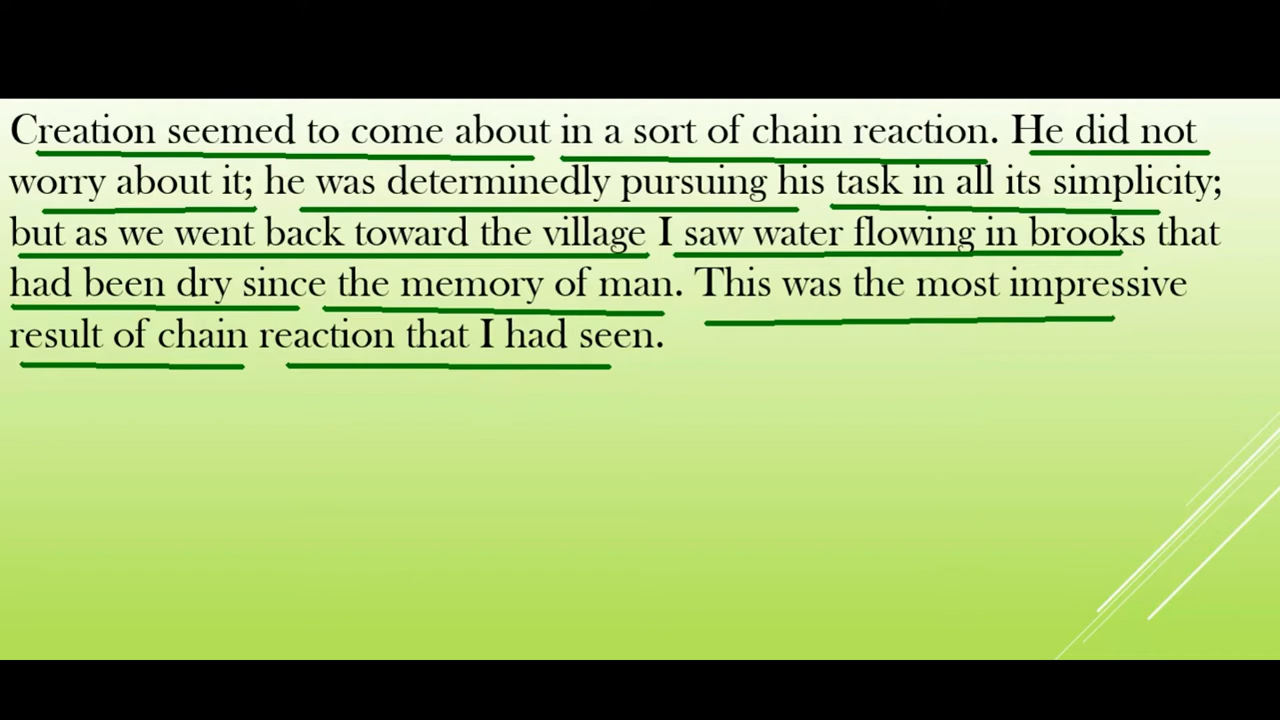 Creation seemed to come about in a sort of chain reaction. He did not
worry about it; he was determinedly pursuing his task in all its simplicity;
but as we went back toward the village I saw water flowing in brooks that
had been dry since the memory of man. This was the most impressive
result of chain reaction that I had seen.